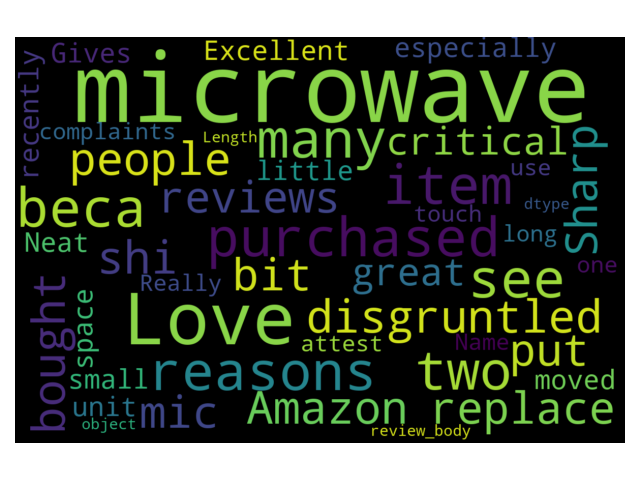 Gives Excellent especially
recently
microwave
complaints Length many critical
people little use
Sharp
beca reviews item
touch dtype
Neat shi purchased long
one
Really bit great see
bought
space Love disgruntled
attest Name
small reasons two put
moved
unit mic Amazon replace
object review_body